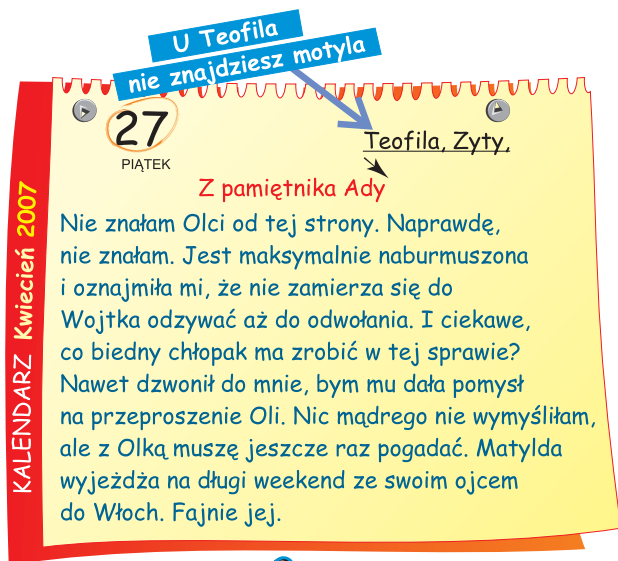 U Teofila
nie znajdziesz motyla
27
PIĄTEK
Teofila, Zyty,
Z pamiętnika Ady
Nie znałam Olci od tej strony. Naprawdę,
nie znałam. Jest maksymalnie naburmuszona
i oznajmiła mi, że nie zamierza się do
Wojtka odzywać aż do odwołania. I ciekawe,
co biedny chłopak ma zrobić w tej sprawie?
Nawet dzwonił do mnie, bym mu dała pomysł
na przeproszenie Oli. Nic mądrego nie wymyśliłam,
ale z Olką muszę jeszcze raz pogadać. Matylda
wyjeżdża na długi weekend ze swoim ojcem
do Włoch. Fajnie jej.
KALENDARZ Kwiecień 2007